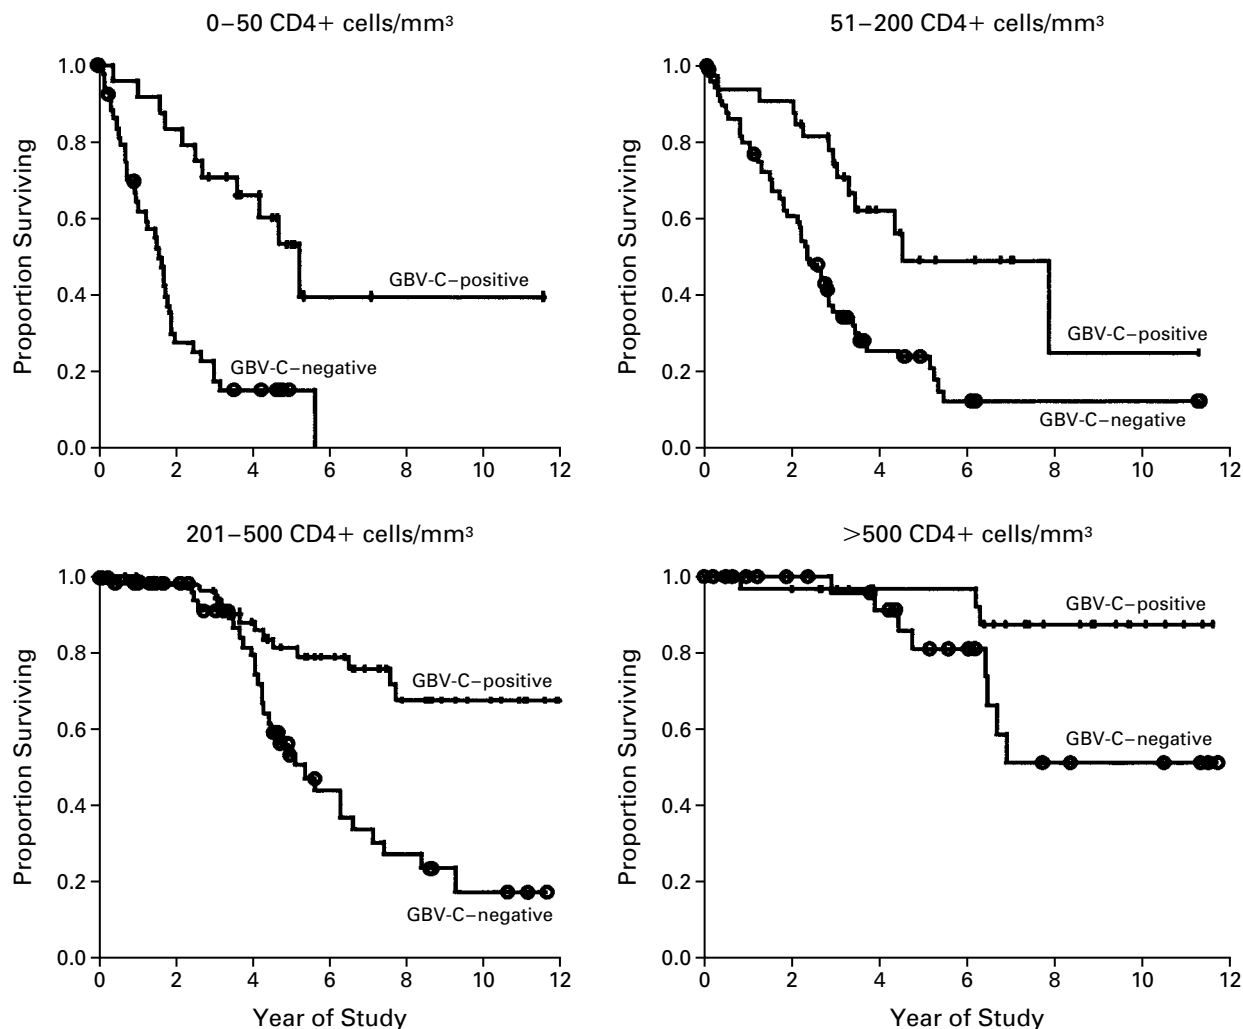 0–50 CD4+ cells/mm³
51–200 CD4+ cells/mm³
Proportion Surviving
1.0
0.8
0.6
0.4
0.2
0.0
GBV-C–positive
GBV-C–negative
0 2 4 6 8 10 12
Proportion Surviving
1.0
0.8
0.6
0.4
0.2
0.0
GBV-C–positive
GBV-C–negative
0 2 4 6 8 10 12
201–500 CD4+ cells/mm³
>500 CD4+ cells/mm³
Proportion Surviving
1.0
0.8
0.6
0.4
0.2
0.0
GBV-C–positive
GBV-C–negative
0 2 4 6 8 10 12
Year of Study
Proportion Surviving
1.0
0.8
0.6
0.4
0.2
0.0
GBV-C–positive
GBV-C–negative
0 2 4 6 8 10 12
Year of Study